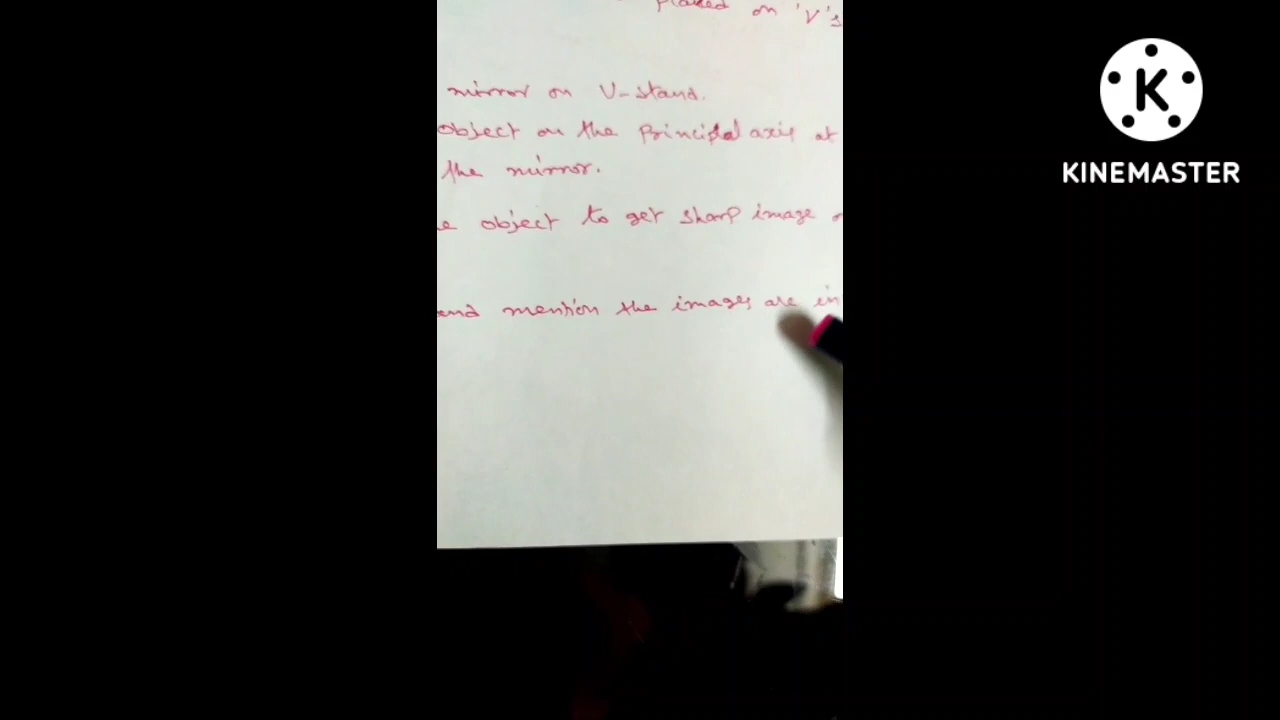 placed on 'V's
mirror on V-stand.
object on the Principal axis at
the mirror.
e object to get sharp image
and mention the images are in
K
KINEMASTER